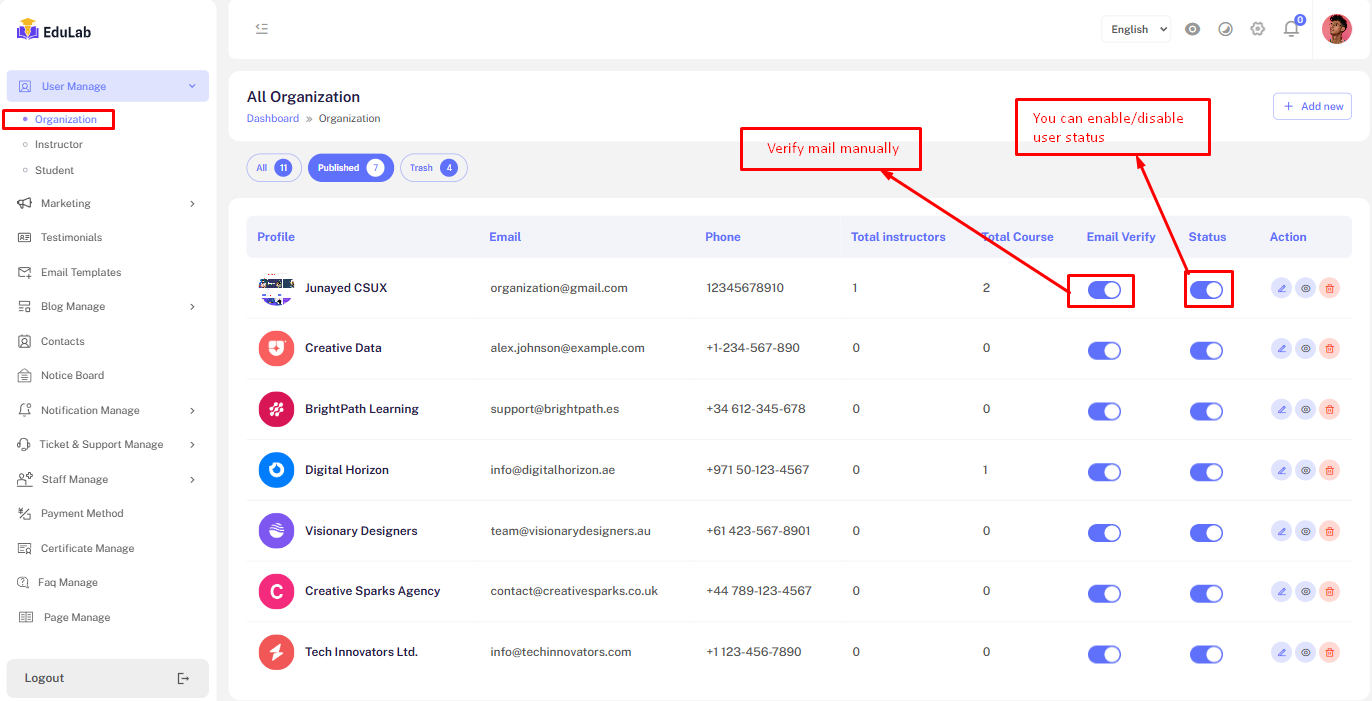 EduLab
User Manage
Organization
Instructor
Student
Marketing
Testimonials
Email Templates
Blog Manage
Contacts
Notice Board
Notification Manage
Ticket & Support Manage
Staff Manage
Payment Method
Certificate Manage
Faq Manage
Page Manage
Logout
English
0
All Organization
Dashboard » Organization
+ Add new
You can enable/disable
user status
Verify mail manually
All 11 Published 7 Trash 4
Profile Email Phone Total instructors Total Course Email Verify Status Action
Junayed CSUX organization@gmail.com 12345678910 1 2
Creative Data alex.johnson@example.com +1-234-567-890 0 0
BrightPath Learning support@brightpath.es +34 612-345-678 0 0
Digital Horizon info@digitalhorizon.ae +971 50-123-4567 0 1
Visionary Designers team@visionarydesigners.au +61 423-567-8901 0 0
C Creative Sparks Agency contact@creativesparks.co.uk +44 789-123-4567 0 0
Tech Innovators Ltd. info@techinnovators.com +1 123-456-7890 0 0